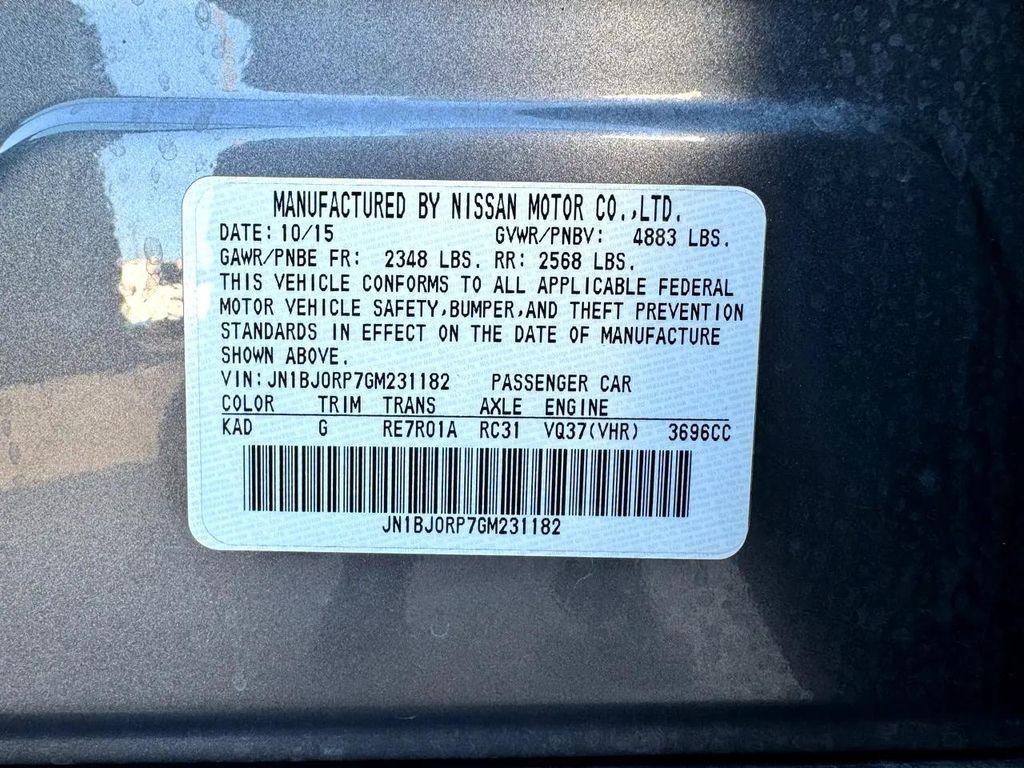 MANUFACTURED BY NISSAN MOTOR CO.,LTD.
DATE: 10/15 GVWR/PNBV: 4883 LBS.
GAWR/PNBE FR: 2348 LBS. RR: 2568 LBS.
THIS VEHICLE CONFORMS TO ALL APPLICABLE FEDERAL
MOTOR VEHICLE SAFETY,BUMPER,AND THEFT PREVENTION
STANDARDS IN EFFECT ON THE DATE OF MANUFACTURE
SHOWN ABOVE.
VIN: JN1BJ0RP7GM231182 PASSENGER CAR
COLOR TRIM TRANS AXLE ENGINE
KAD G RE7R01A RC31 VQ37(VHR) 3696CC
JN1BJ0RP7GM231182